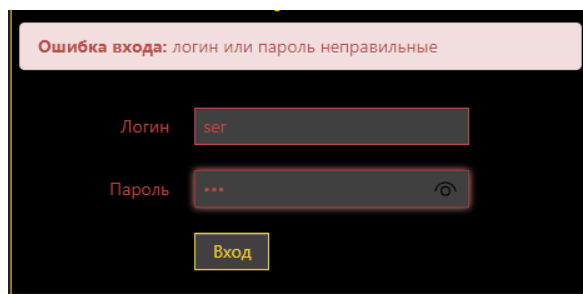 Ошибка входа: логин или пароль неправильные
Логин ser
Пароль •••
Вход